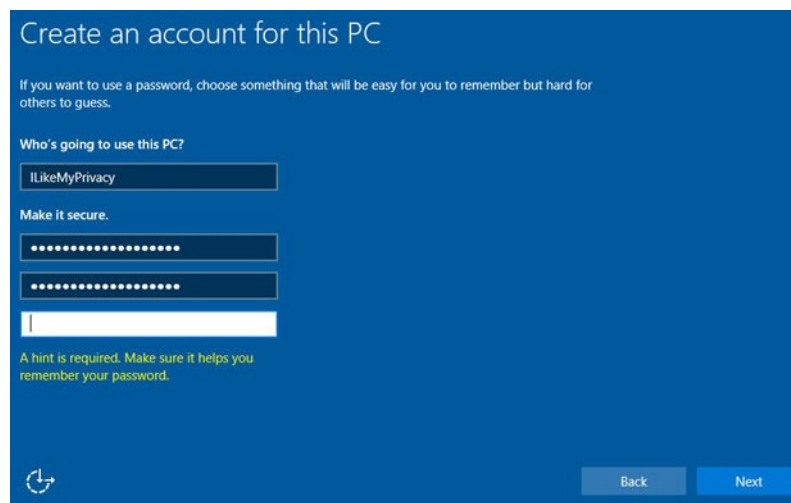 Create an account for this PC
If you want to use a password, choose something that will be easy for you to remember but hard for
others to guess.
Who's going to use this PC?
ILikeMyPrivacy
Make it secure.
•••••••••••••••••••
•••••••••••••••••••
A hint is required. Make sure it helps you
remember your password.
Back
Next